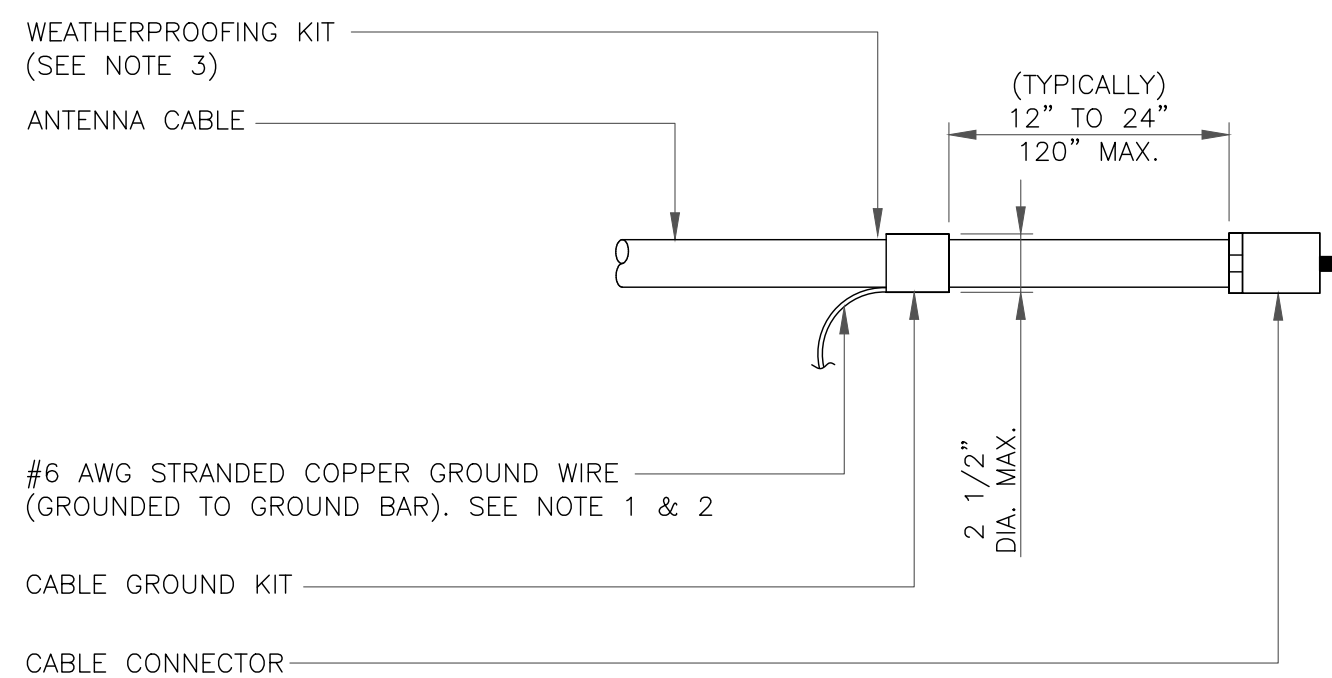 WEATHERPROOFING KIT
(SEE NOTE 3)
ANTENNA CABLE
(TYPICALLY)
12” TO 24”
120” MAX.
2 1/2”
DIA. MAX.
#6 AWG STRANDED COPPER GROUND WIRE
(GROUNDED TO GROUND BAR). SEE NOTE 1 & 2
CABLE GROUND KIT
CABLE CONNECTOR